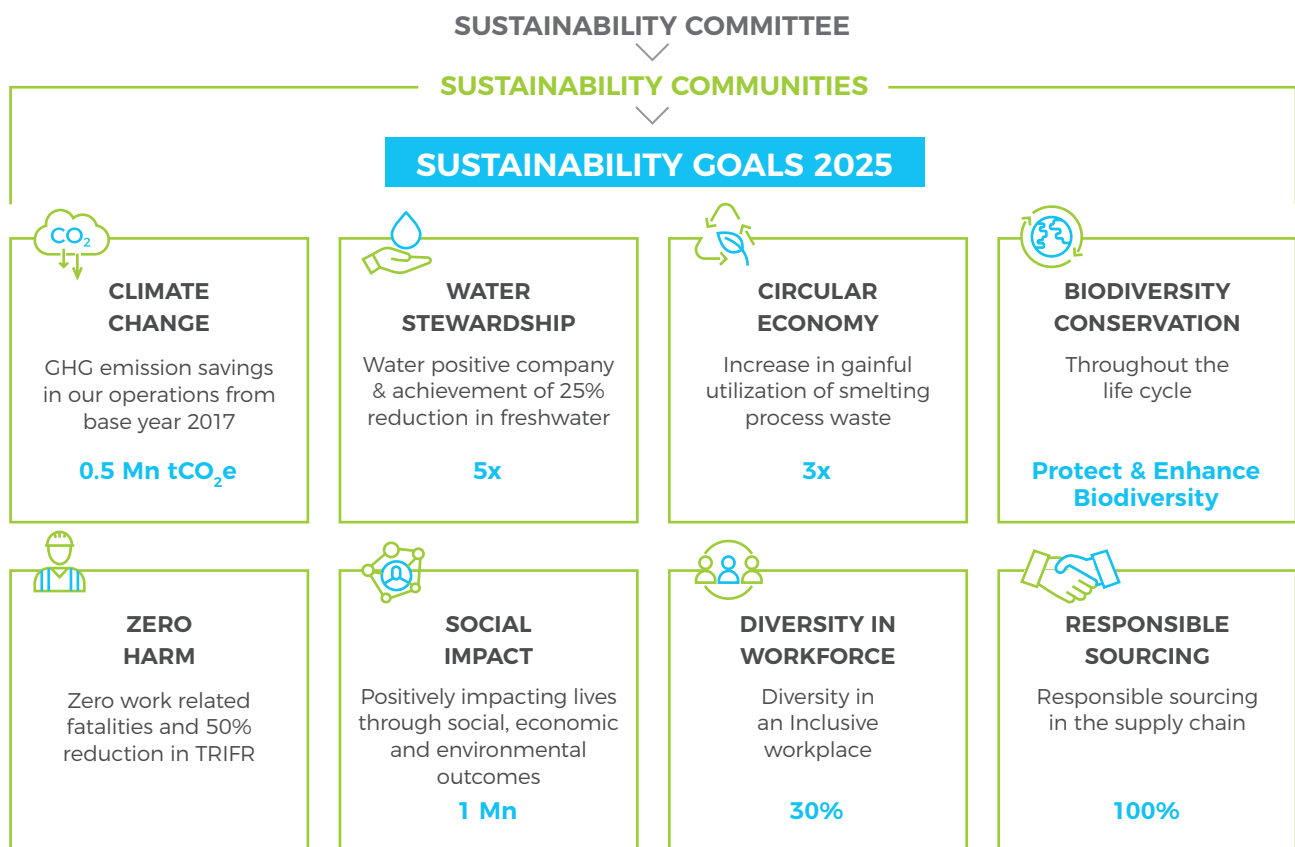 SUSTAINABILITY COMMITTEE
SUSTAINABILITY COMMUNITIES
SUSTAINABILITY GOALS 2025
CO₂
CLIMATE
CHANGE
GHG emission savings
in our operations from
base year 2017
0.5 Mn tCO₂e
WATER
STEWARDSHIP
Water positive company
& achievement of 25%
reduction in freshwater
5x
CIRCULAR
ECONOMY
Increase in gainful
utilization of smelting
process waste
3x
BIODIVERSITY
CONSERVATION
Throughout the
life cycle
Protect & Enhance
Biodiversity
ZERO
HARM
Zero work related
fatalities and 50%
reduction in TRIFR
SOCIAL
IMPACT
Positively impacting lives
through social, economic
and environmental
outcomes
1 Mn
DIVERSITY IN
WORKFORCE
Diversity in
an Inclusive
workplace
30%
RESPONSIBLE
SOURCING
Responsible sourcing
in the supply chain
100%